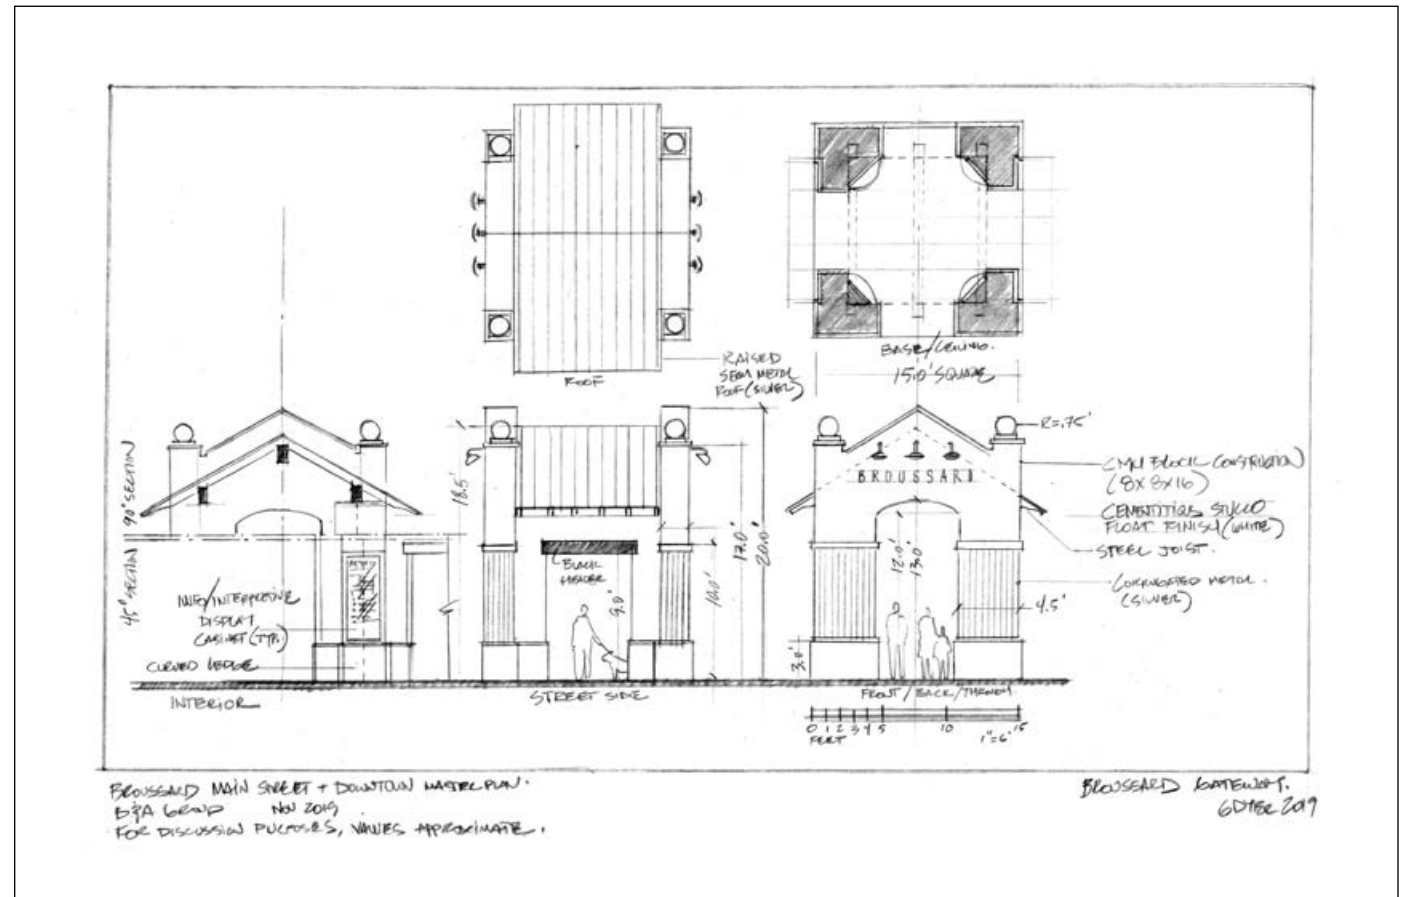 ROOF
RAISED
SEAM METAL
ROOF (SILVER)
BASE/CEILING.
15.0' SQUARE
90° SECTION
45° SECTION
INFO/INTERPRETIVE
DISPLAY
CABINET (TYP.)
CURVED LEDGE
INTERIOR
18.5'
BLACK
HEADER
9.0'
10.0'
17.0'
20.0'
STREET SIDE
BROUSSARD
R=.75'
CMU BLOCK CONSTRUCTION
(8X8X16)
CEMENTITIOUS STUCCO
FLOAT FINISH (WHITE)
STEEL JOIST.
CORRUGATED METAL.
(SILVER)
12.0'
13.0'
4.5'
3.0'
FRONT/BACK/THROUGH
0 1 2 3 4 5 10 15
FEET 1"=6'
BROUSSARD MAIN STREET + DOWNTOWN MASTER PLAN.
GROUP NOV 2019
FOR DISCUSSION PURPOSES, VALUES APPROXIMATE.
BROUSSARD GATEWAY.
2019